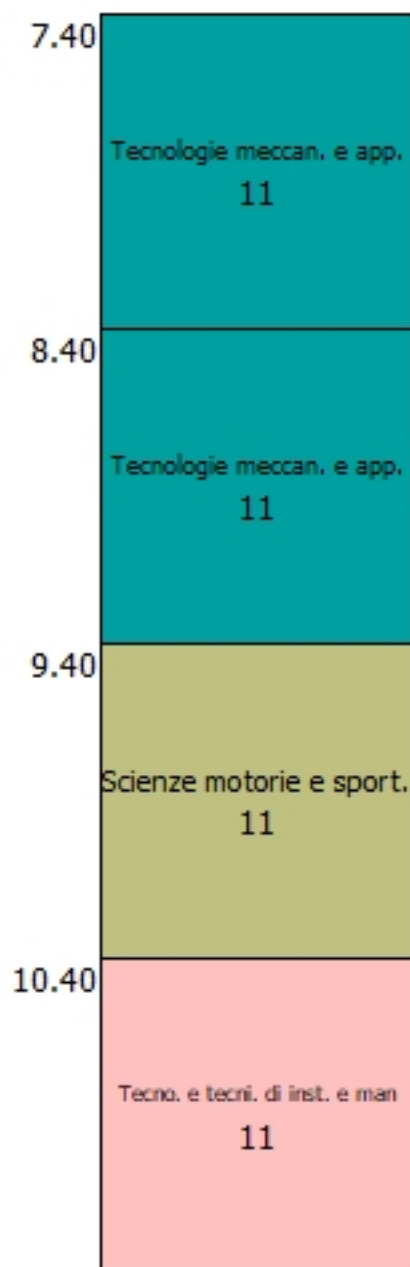 7.40
Tecnologie meccan. e app.
11
8.40
Tecnologie meccan. e app.
11
9.40
Scienze motorie e sport.
11
10.40
Tecno. e tecni. di inst. e man
11